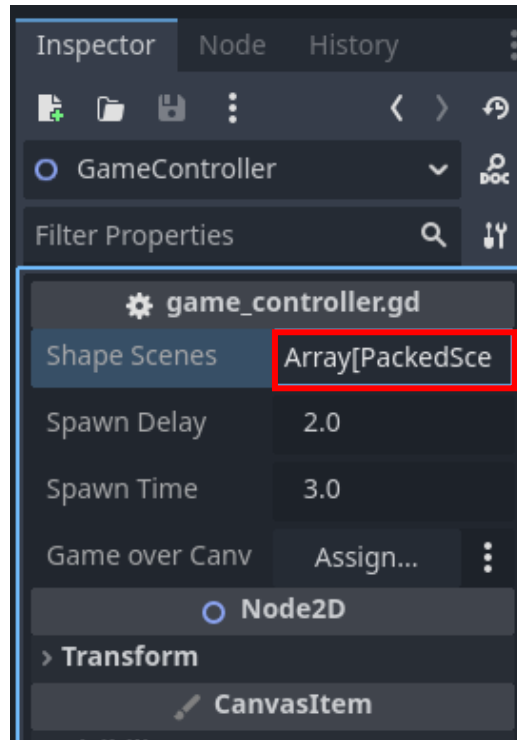 Inspector Node History
GameController
DOC
Filter Properties
game_controller.gd
Shape Scenes Array[PackedSce
Spawn Delay 2.0
Spawn Time 3.0
Game over Canv Assign...
Node2D
Transform
CanvasItem